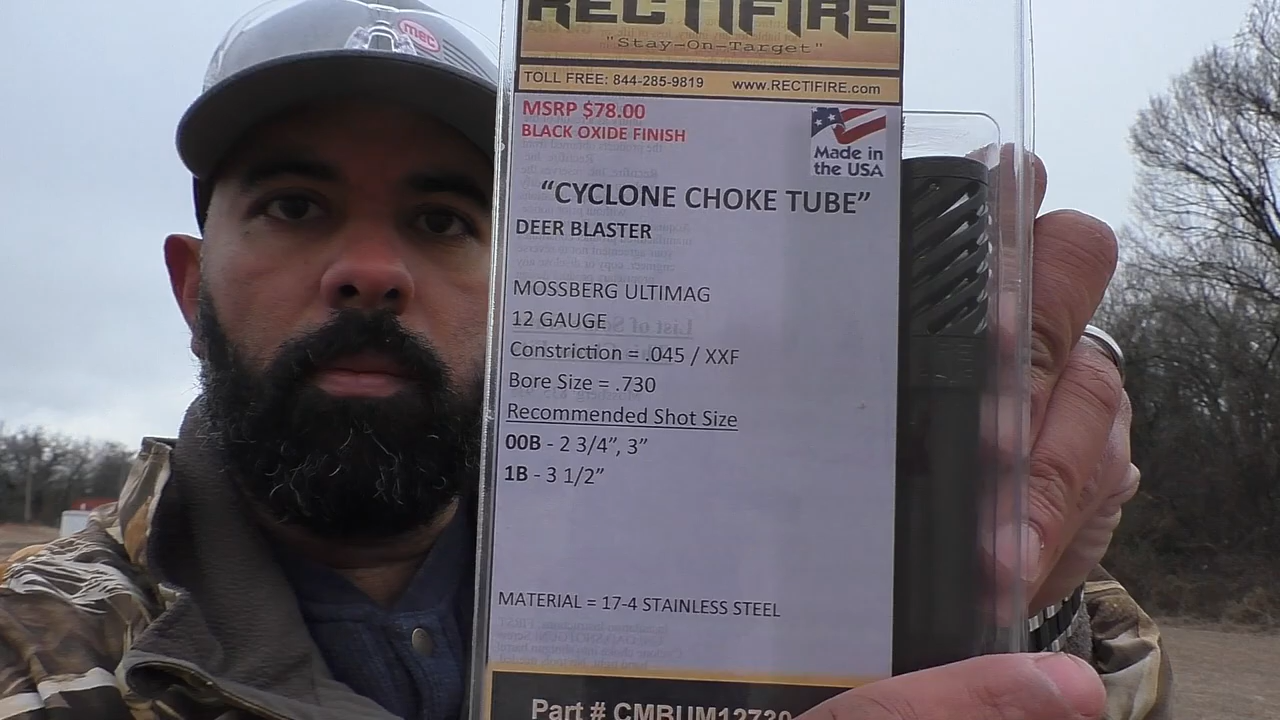 mec
RECTIFIRE
"Stay-On-Target"
TOLL FREE: 844-285-9819 www.RECTIFIRE.com
MSRP $78.00
BLACK OXIDE FINISH
Made in
the USA
“CYCLONE CHOKE TUBE”
DEER BLASTER
MOSSBERG ULTIMAG
12 GAUGE
Constriction = .045 / XXF
Bore Size = .730
Recommended Shot Size
00B - 2 3/4”, 3”
1B - 3 1/2”
MATERIAL = 17-4 STAINLESS STEEL
Part # CMBUM12730